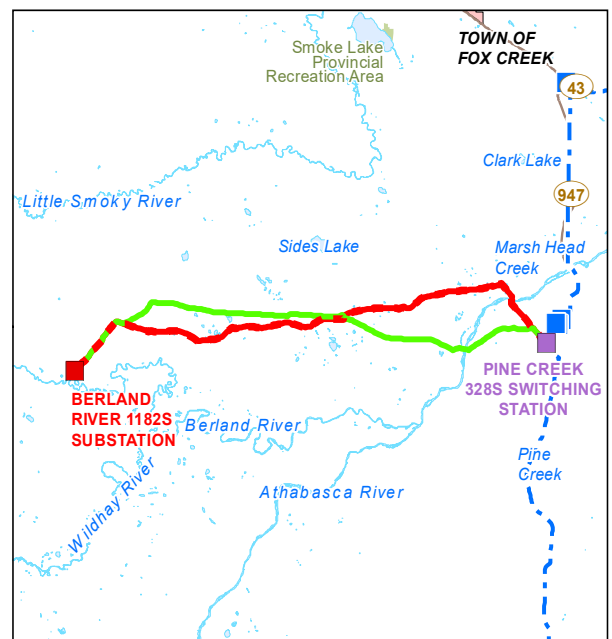 Smoke Lake
Provincial
Recreation Area
TOWN OF
FOX CREEK
43
Clark Lake
947
Little Smoky River
Sides Lake
Marsh Head
Creek
BERLAND
RIVER 1182S
SUBSTATION
PINE CREEK
328S SWITCHING
STATION
Berland River
Pine
Creek
Athabasca River
Wildhay River